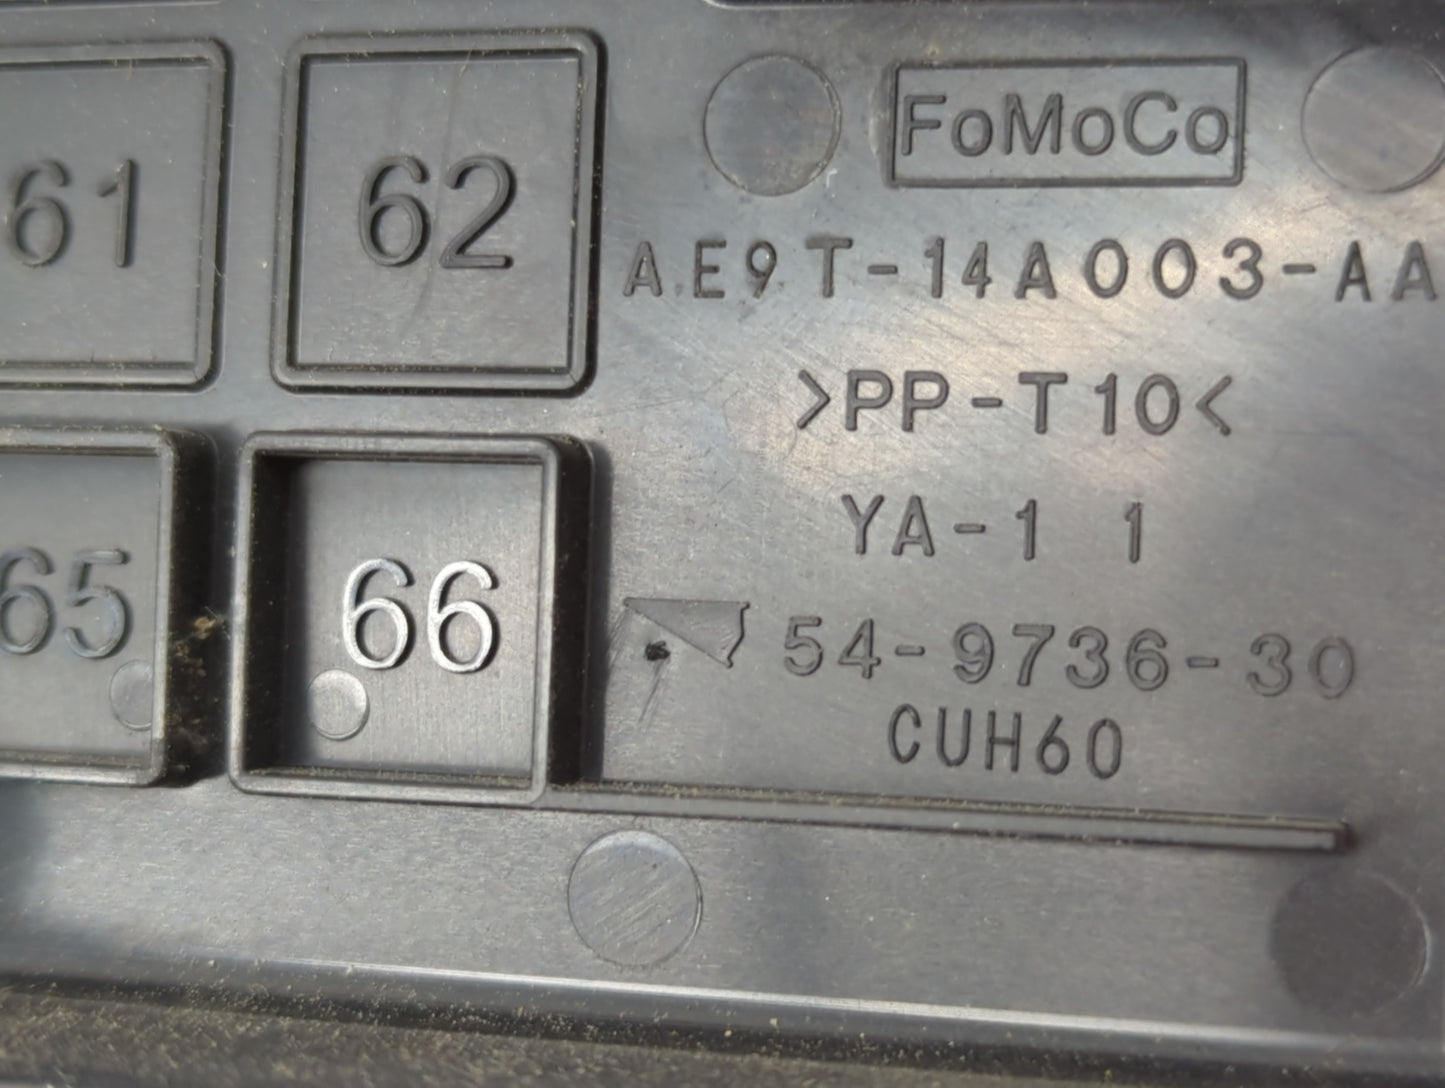 61 62
FoMoCo
AE9T-14A003-AA
>PP-T10<
YA-1 1
65 66
54-9736-30
CUH60